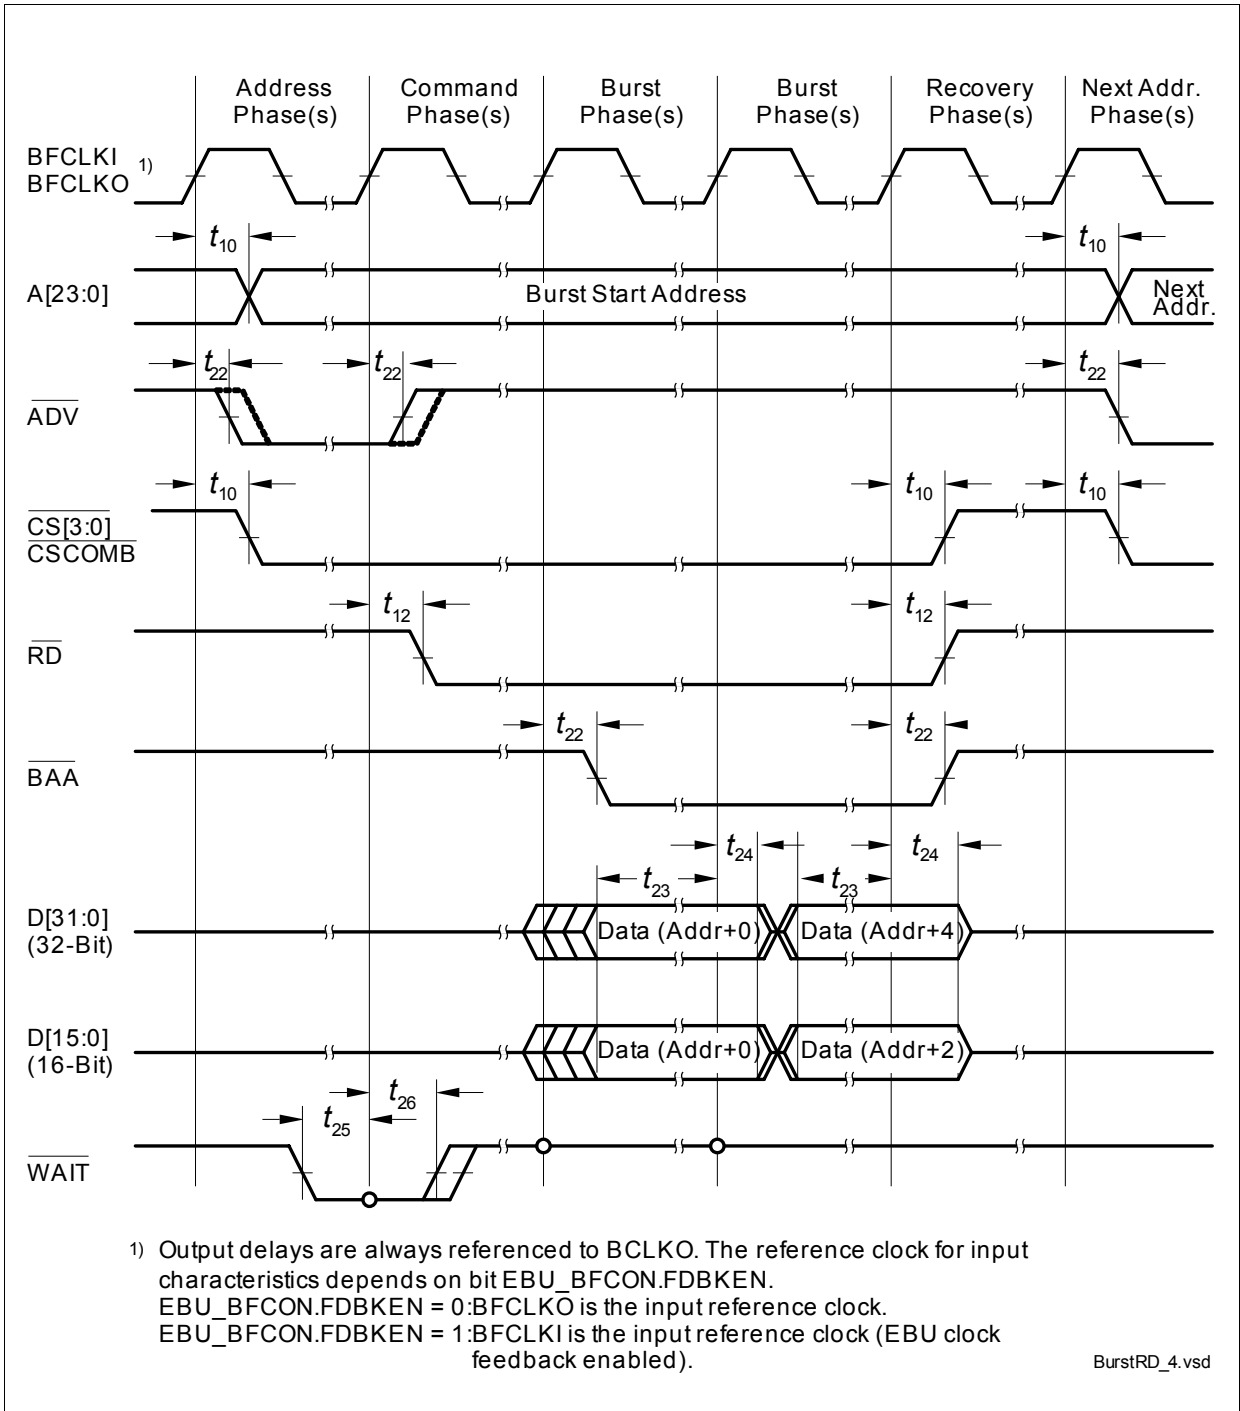 Address Phase(s)
Command Phase(s)
Burst Phase(s)
Burst Phase(s)
Recovery Phase(s)
Next Addr. Phase(s)
BFCLKI
BFCLKO 1)
t10
t10
A[23:0]
Burst Start Address
Next Addr.
t22
t22
t22
ADV
t10
t10
t10
CS[3:0]
CSCOMB
t12
t12
RD
t22
t22
BAA
t24
t24
t23
t23
D[31:0]
(32-Bit)
Data (Addr+0)
Data (Addr+4)
D[15:0]
(16-Bit)
Data (Addr+0)
Data (Addr+2)
t26
t25
WAIT
1) Output delays are always referenced to BCLKO. The reference clock for input
characteristics depends on bit EBU_BFCON.FDBKEN.
EBU_BFCON.FDBKEN = 0:BFCLKO is the input reference clock.
EBU_BFCON.FDBKEN = 1:BFCLKI is the input reference clock (EBU clock
feedback enabled).
BurstRD_4.vsd